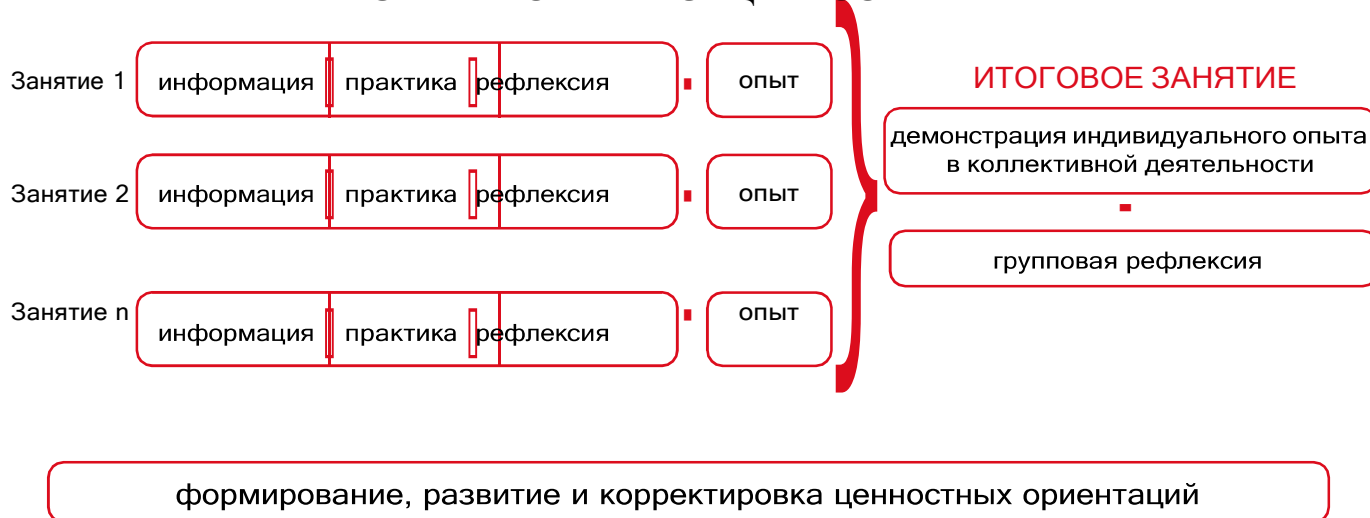 Занятие 1 информация практика рефлексия опыт
Занятие 2 информация практика рефлексия опыт
Занятие n информация практика рефлексия опыт
ИТОГОВОЕ ЗАНЯТИЕ
демонстрация индивидуального опыта
в коллективной деятельности
групповая рефлексия
формирование, развитие и корректировка ценностных ориентаций